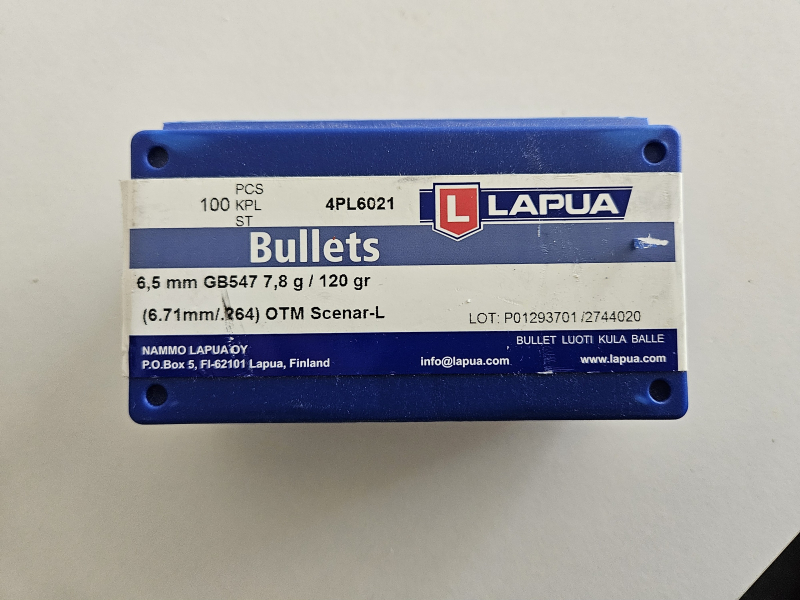 100 PCS
KPL
ST
4PL6021
L LAPUA
Bullets
6,5 mm GB547 7,8 g / 120 gr
(6.71mm/.264) OTM Scenar-L
LOT: P01293701 /2744020
BULLET LUOTI KULA BALLE
NAMMO LAPUA OY
P.O.Box 5, FI-62101 Lapua, Finland
info@lapua.com
www.lapua.com